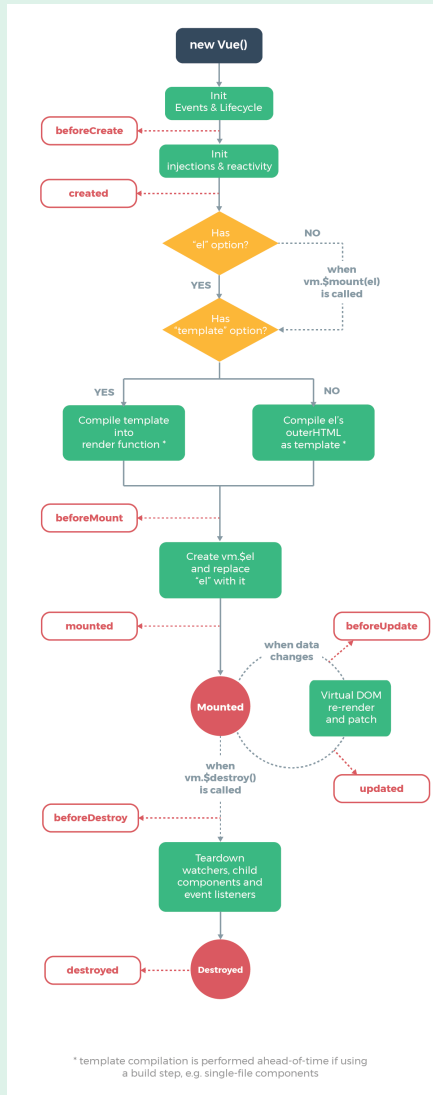 new Vue()
Init
Events & Lifecycle
beforeCreate
Init
injections & reactivity
created
Has
"el" option?
NO
when
vm.$mount(el)
is called
YES
Has
"template" option?
YES
NO
Compile template
into
render function *
Compile el's
outerHTML
as template *
beforeMount
Create vm.$el
and replace
"el" with it
mounted
beforeUpdate
when data
changes
Mounted
Virtual DOM
re-render
and patch
when
vm.$destroy()
is called
updated
beforeDestroy
Teardown
watchers, child
components and
event listeners
destroyed
Destroyed
* template compilation is performed ahead-of-time if using
a build step, e.g. single-file components